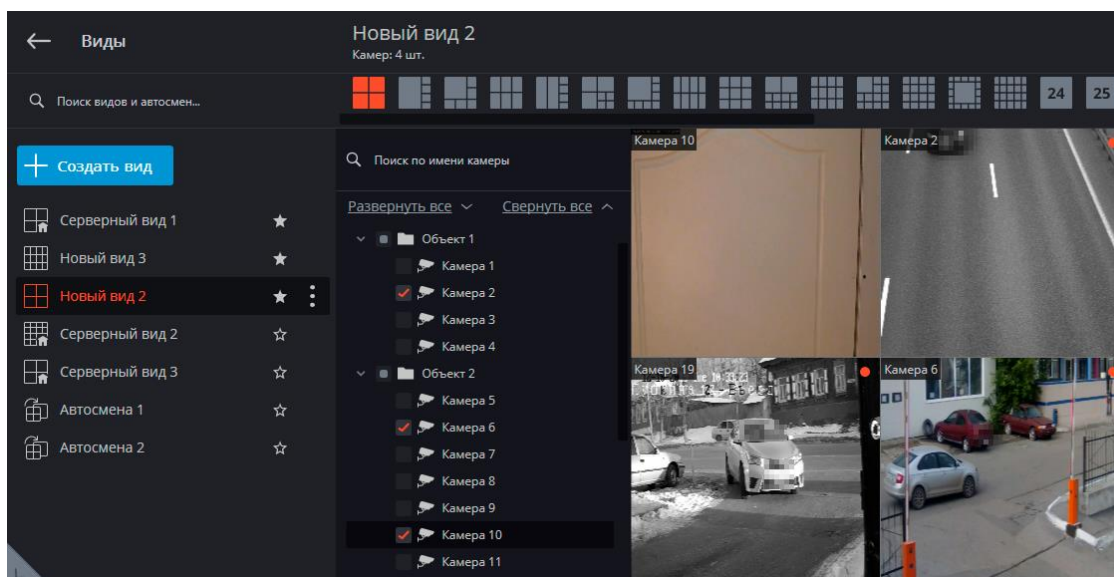 Виды
Новый вид 2
Камер: 4 шт.
Поиск видов и автосмен...
24
25
Создать вид
Серверный вид 1
Новый вид 3
Новый вид 2
Серверный вид 2
Серверный вид 3
Автосмена 1
Автосмена 2
Поиск по имени камеры
Развернуть все
Свернуть все
Объект 1
Камера 1
Камера 2
Камера 3
Камера 4
Объект 2
Камера 5
Камера 6
Камера 7
Камера 8
Камера 9
Камера 10
Камера 11
Камера 10
Камера 2
Камера 19
Камера 6